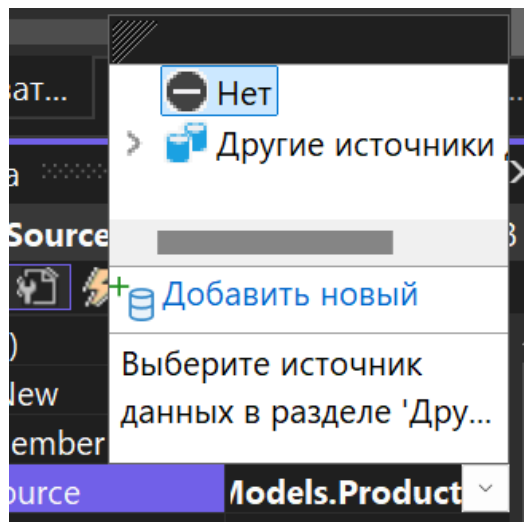 ат...
Нет
Другие источники
а
Source
Добавить новый
)
New
Выберите источник
данных в разделе 'Дру...
ember
ource
Models.Product